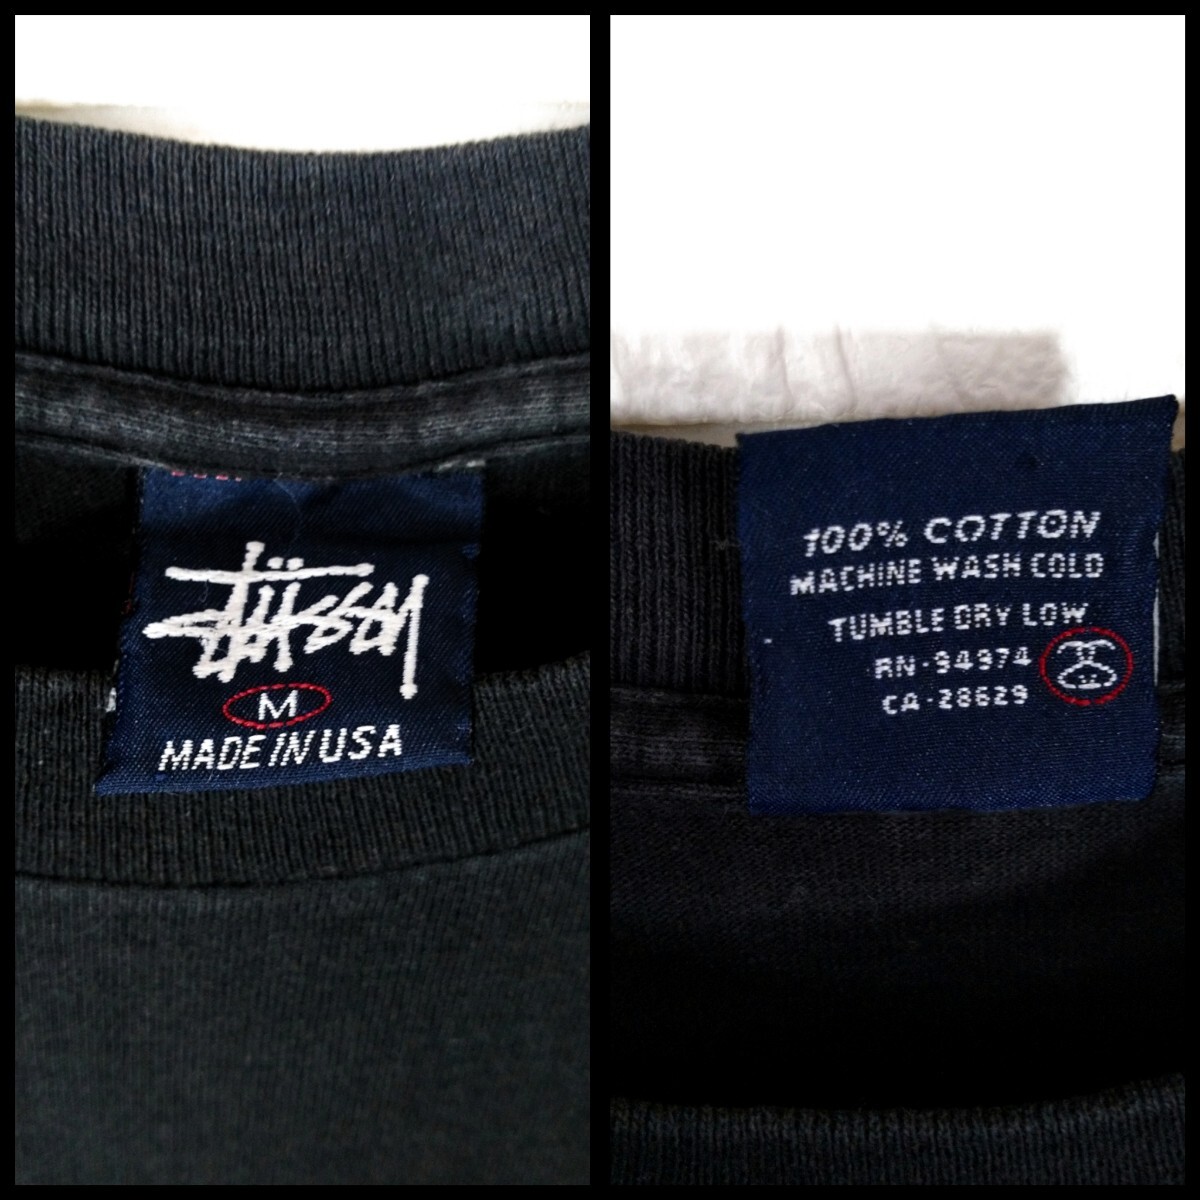 STÜSSY
M
MADE IN USA
100% COTTON
MACHINE WASH COLD
TUMBLE DRY LOW
RN-94974
CA-28629